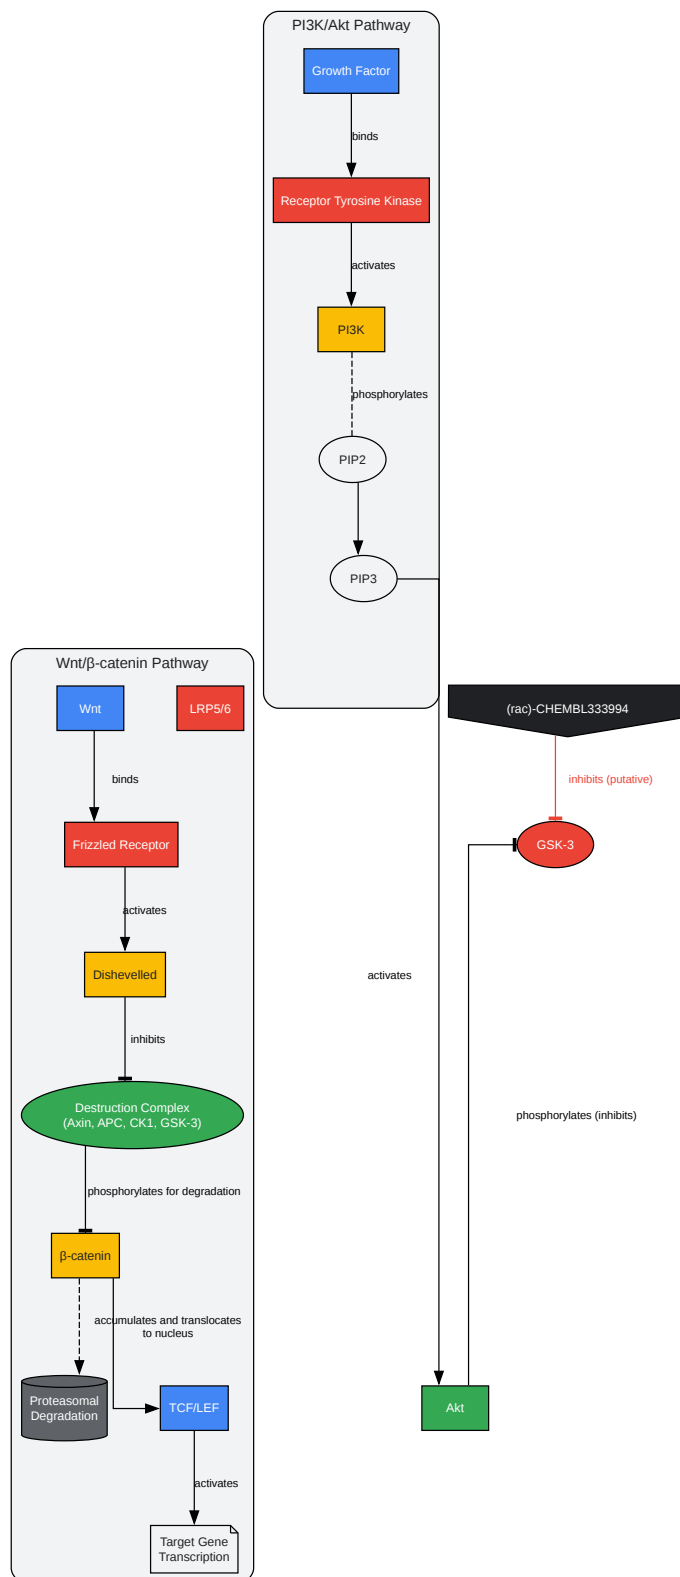 PI3K/Akt Pathway
Growth Factor
binds
Receptor Tyrosine Kinase
activates
PI3K
phosphorylates
PIP2
PIP3
Wnt/β-catenin Pathway
Wnt
LRP5/6
(rac)-CHEMBL333994
binds
inhibits (putative)
Frizzled Receptor
GSK-3
activates
Dishevelled
activates
inhibits
Destruction Complex
(Axin, APC, CK1, GSK-3)
phosphorylates (inhibits)
phosphorylates for degradation
β-catenin
accumulates and translocates
to nucleus
Proteasomal
Degradation
TCF/LEF
Akt
activates
Target Gene
Transcription